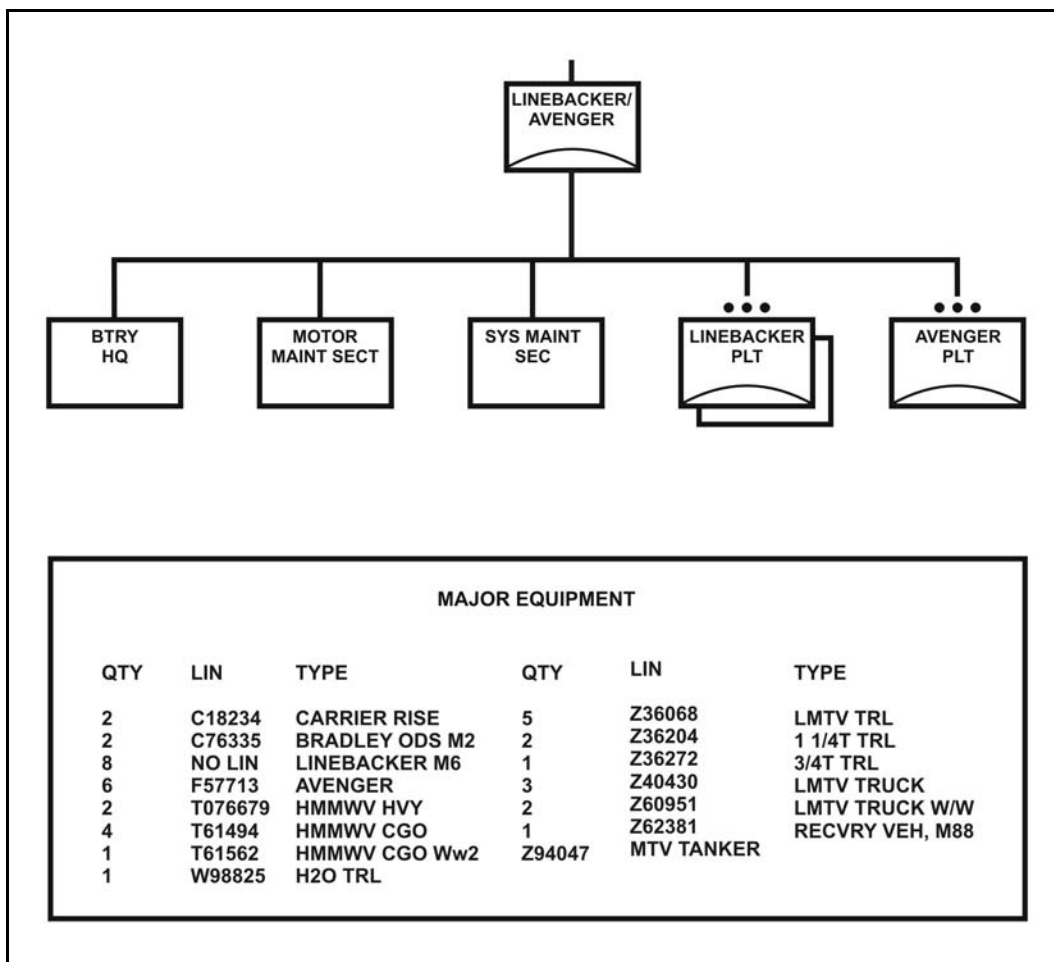 LINEBACKER/
AVENGER
BTRY
HQ
MOTOR
MAINT SECT
SYS MAINT
SEC
LINEBACKER
PLT
AVENGER
PLT
MAJOR EQUIPMENT
QTY LIN TYPE QTY LIN TYPE
2 C18234 CARRIER RISE 5 Z36068 LMTV TRL
2 C76335 BRADLEY ODS M2 2 Z36204 1 1/4T TRL
8 NO LIN LINEBACKER M6 1 Z36272 3/4T TRL
6 F57713 AVENGER 3 Z40430 LMTV TRUCK
2 T076679 HMMWV HVY 2 Z60951 LMTV TRUCK W/W
4 T61494 HMMWV CGO 1 Z62381 RECVRY VEH, M88
1 T61562 HMMWV CGO Ww2 Z94047 MTV TANKER
1 W98825 H2O TRL